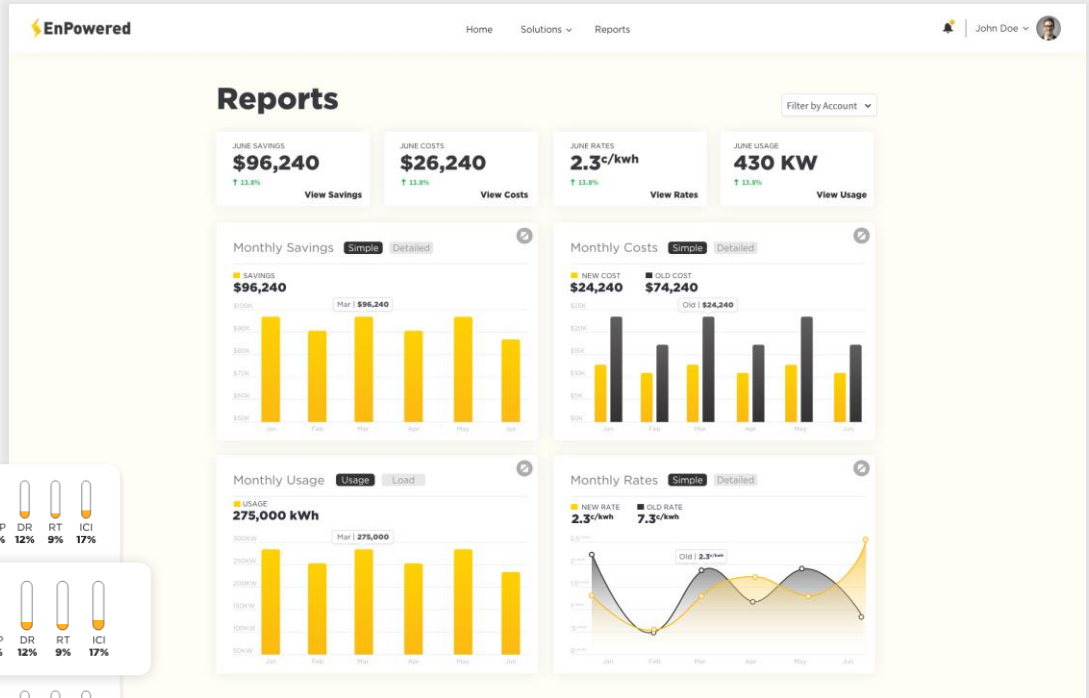 EnPowered
Home Solutions Reports
John Doe
Reports
Filter by Account
JUNE SAVINGS
$96,240
↑ 13.8%
View Savings
JUNE COSTS
$26,240
↑ 13.8%
View Costs
JUNE RATES
2.3c/kwh
↑ 13.8%
View Rates
JUNE USAGE
430 KW
↑ 13.8%
View Usage
Monthly Savings Simple Detailed
SAVINGS
$96,240
Mar | $96,240
$100K
$90K
$80K
$70K
$60K
$50K
Jan Feb Mar Apr May Jun
Monthly Costs Simple Detailed
NEW COST OLD COST
$24,240 $74,240
Old | $24,240
$25K
$20K
$15K
$10K
$5K
$0K
Jan Feb Mar Apr May Jun
Monthly Usage Usage Load
USAGE
275,000 kWh
Mar | 275,000
300KW
250KW
200KW
150KW
100KW
50KW
Jan Feb Mar Apr May Jun
Monthly Rates Simple Detailed
NEW RATE OLD RATE
2.3c/kwh 7.3c/kwh
Old | 2.3c/kwh
Jan Feb Mar Apr May Jun
P DR RT ICI
% 12% 9% 17%
P DR RT ICI
% 12% 9% 17%